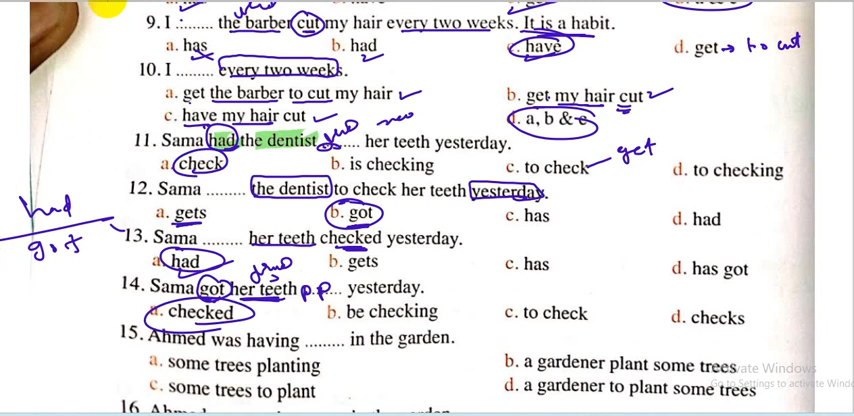 9. I ........ the barber cut my hair every two weeks. It is a habit.
a. has b. had c. have d. get → to cut
10. I ......... every two weeks.
a. get the barber to cut my hair b. get my hair cut
c. have my hair cut d. a, b & c
11. Sama had the dentist ........ her teeth yesterday.
a. check b. is checking c. to check get d. to checking
12. Sama ......... the dentist to check her teeth yesterday.
a. gets b. got c. has d. had
had
got
13. Sama ......... her teeth checked yesterday.
a. had b. gets c. has d. has got
14. Sama got her teeth p.p... yesterday.
a. checked b. be checking c. to check d. checks
15. Ahmed was having ......... in the garden.
a. some trees planting b. a gardener plant some trees
c. some trees to plant d. a gardener to plant some trees
Activate Windows
Go to Settings to activate Wind
16.